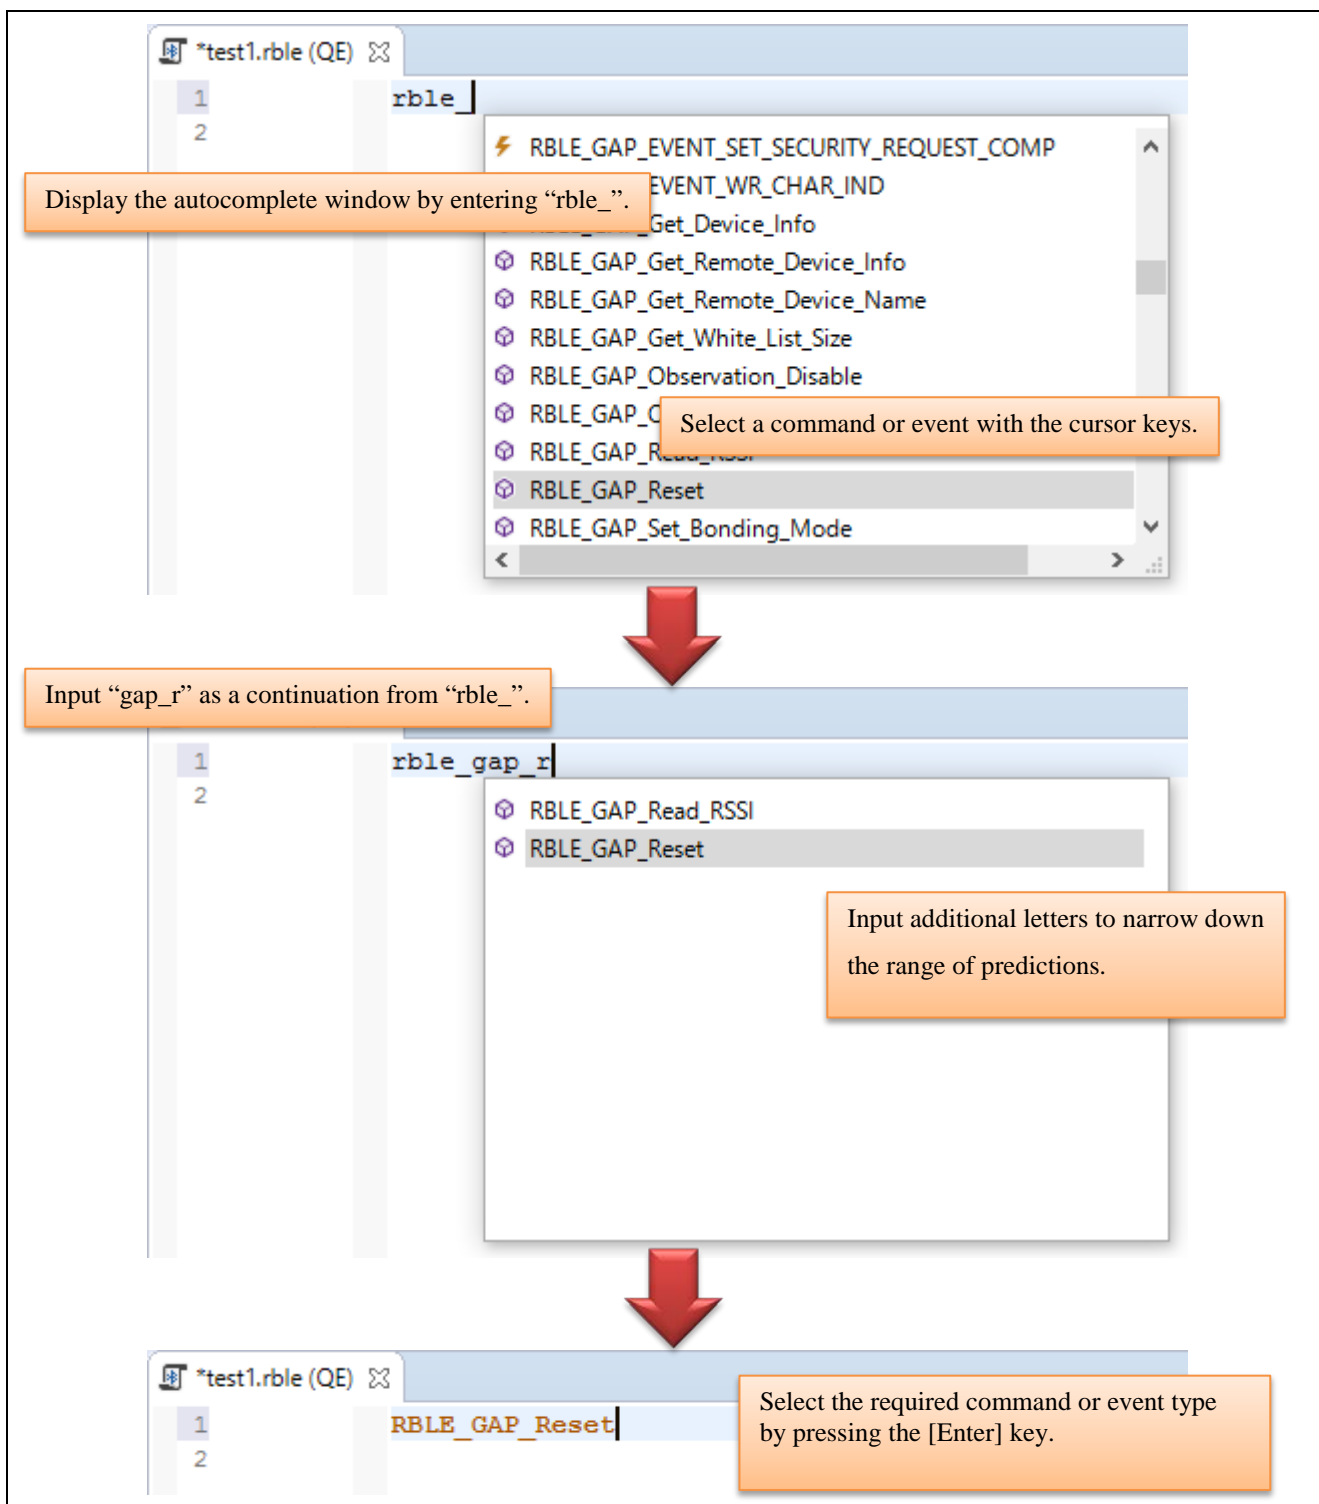 *test1.rble (QE)
1 rble_
2
RBLE_GAP_EVENT_SET_SECURITY_REQUEST_COMP
EVENT_WR_CHAR_IND
Display the autocomplete window by entering “rble_”.
Get_Device_Info
RBLE_GAP_Get_Remote_Device_Info
RBLE_GAP_Get_Remote_Device_Name
RBLE_GAP_Get_White_List_Size
RBLE_GAP_Observation_Disable
RBLE_GAP_
Select a command or event with the cursor keys.
RBLE_GAP_Read_RSSI
RBLE_GAP_Reset
RBLE_GAP_Set_Bonding_Mode
Input “gap_r” as a continuation from “rble_”.
1 rble_gap_r
2
RBLE_GAP_Read_RSSI
RBLE_GAP_Reset
Input additional letters to narrow down
the range of predictions.
*test1.rble (QE)
1 RBLE_GAP_Reset
2
Select the required command or event type
by pressing the [Enter] key.